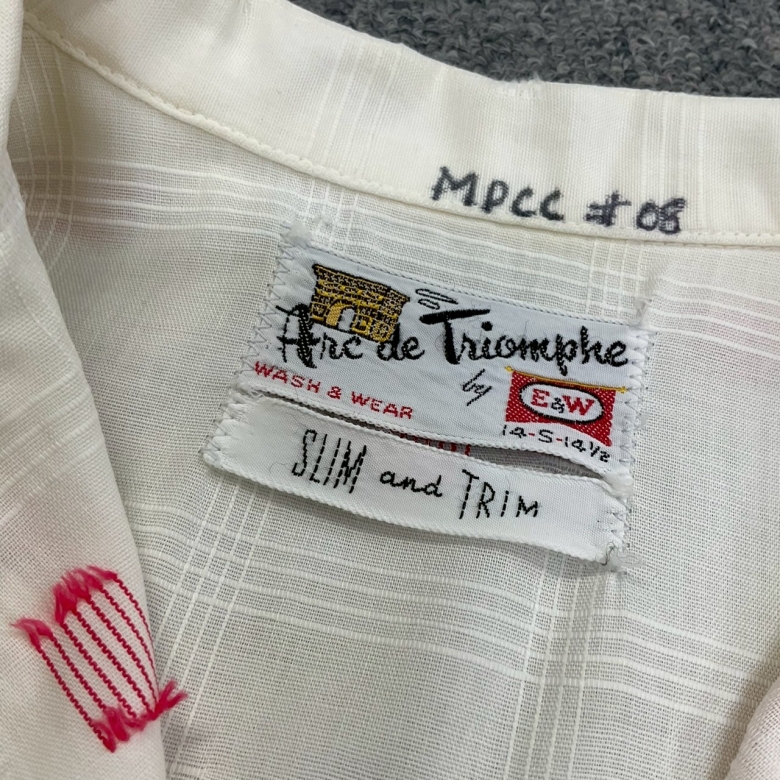 MPCC #08
Arc de Triomphe
WASH & WEAR
by
E&W
14-S-14½
SLIM and TRIM